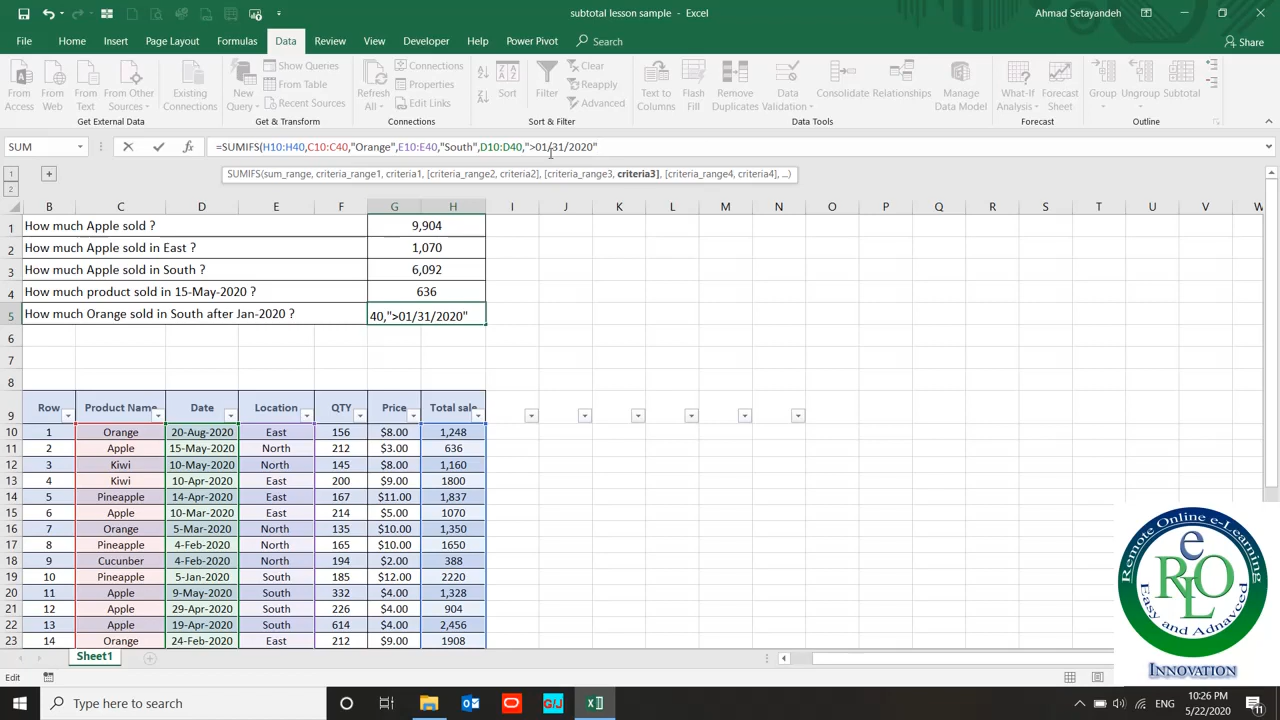 subtotal lesson sample - Excel
Ahmad Setayandeh
File Home Insert Page Layout Formulas Data Review View Developer Help Power Pivot Search Share
From Access
From Web
From Text
From Other Sources
Get External Data
Existing Connections
New Query
Show Queries
From Table
Recent Sources
Get & Transform
Refresh All
Connections
Properties
Edit Links
Connections
Sort
Filter
Clear
Reapply
Advanced
Sort & Filter
Text to Columns
Flash Fill
Remove Duplicates
Data Validation
Consolidate
Relationships
Manage Data Model
Data Tools
What-If Analysis
Forecast Sheet
Forecast
Group
Ungroup
Subtotal
Outline
SUM =SUMIFS(H10:H40,C10:C40,"Orange",E10:E40,"South",D10:D40,">01/31/2020"
SUMIFS(sum_range, criteria_range1, criteria1, [criteria_range2, criteria2], [criteria_range3, criteria3], [criteria_range4, criteria4], ...)
1
2
B C D E F G H I J K L M N O P Q R S T U V W
1 How much Apple sold ? 9,904
2 How much Apple sold in East ? 1,070
3 How much Apple sold in South ? 6,092
4 How much product sold in 15-May-2020 ? 636
5 How much Orange sold in South after Jan-2020 ? 40,">01/31/2020"
6
7
8
9 Row Product Name Date Location QTY Price Total sale
10 1 Orange 20-Aug-2020 East 156 $8.00 1,248
11 2 Apple 15-May-2020 North 212 $3.00 636
12 3 Kiwi 10-May-2020 North 145 $8.00 1,160
13 4 Kiwi 10-Apr-2020 East 200 $9.00 1800
14 5 Pineapple 14-Apr-2020 East 167 $11.00 1,837
15 6 Apple 10-Mar-2020 East 214 $5.00 1070
16 7 Orange 5-Mar-2020 North 135 $10.00 1,350
17 8 Pineapple 4-Feb-2020 North 165 $10.00 1650
18 9 Cucunber 4-Feb-2020 North 194 $2.00 388
19 10 Pineapple 5-Jan-2020 South 185 $12.00 2220
20 11 Apple 9-May-2020 South 332 $4.00 1,328
21 12 Apple 29-Apr-2020 South 226 $4.00 904
22 13 Apple 19-Apr-2020 South 614 $4.00 2,456
23 14 Orange 24-Feb-2020 East 212 $9.00 1908
Remote Online e-Learning
e
RLO
Easy and Adnavced
INNOVATION
Sheet1
Edit
Type here to search
G/J
ENG
10:26 PM
5/22/2020
11